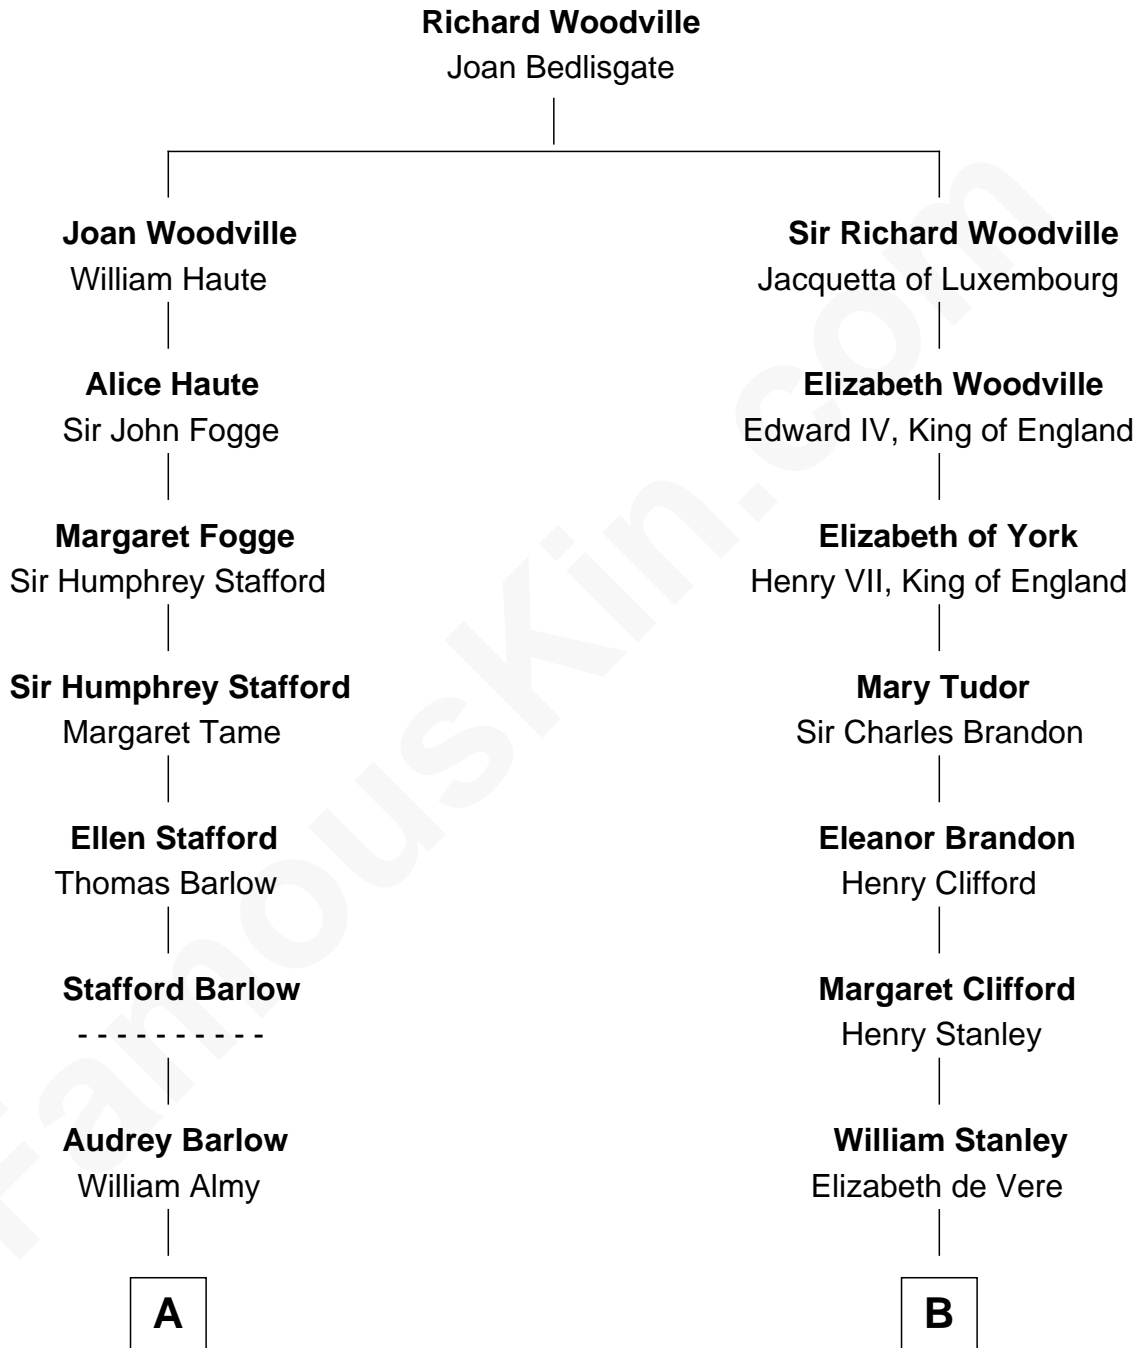 Richard Woodville
Joan Bedlisgate
Joan Woodville
William Haute
Sir Richard Woodville
Jacquetta of Luxembourg
Alice Haute
Sir John Fogge
Elizabeth Woodville
Edward IV, King of England
Margaret Fogge
Sir Humphrey Stafford
Elizabeth of York
Henry VII, King of England
Sir Humphrey Stafford
Margaret Tame
Mary Tudor
Sir Charles Brandon
Ellen Stafford
Thomas Barlow
Eleanor Brandon
Henry Clifford
Stafford Barlow
- - - - - - - - - -
Margaret Clifford
Henry Stanley
Audrey Barlow
William Almy
William Stanley
Elizabeth de Vere
A
B
FamousKin.com